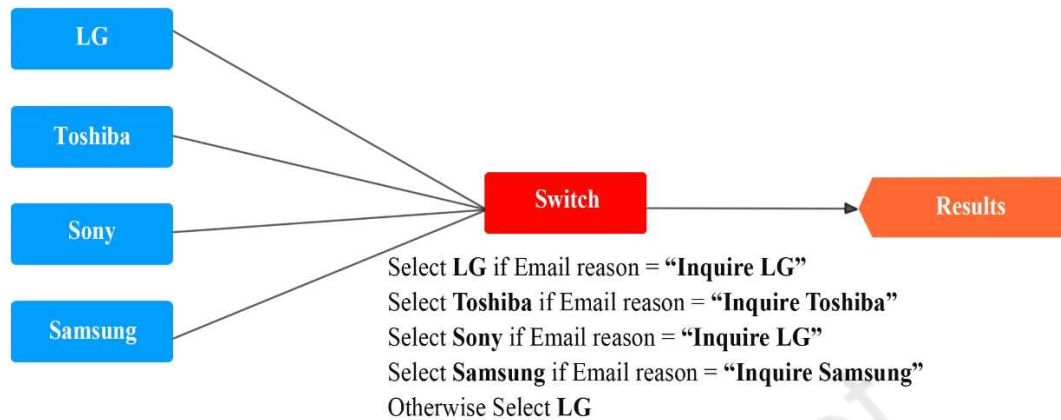 LG
Toshiba
Sony
Samsung
Switch
Results
Select LG if Email reason = “Inquire LG”
Select Toshiba if Email reason = “Inquire Toshiba”
Select Sony if Email reason = “Inquire LG”
Select Samsung if Email reason = “Inquire Samsung”
Otherwise Select LG